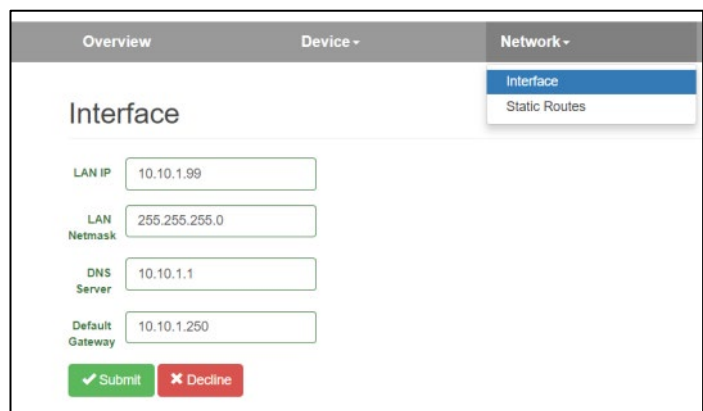 Overview Device Network
Interface
Static Routes
Interface
LAN IP 10.10.1.99
LAN
Netmask
255.255.255.0
DNS
Server
10.10.1.1
Default
Gateway
10.10.1.250
Submit Decline